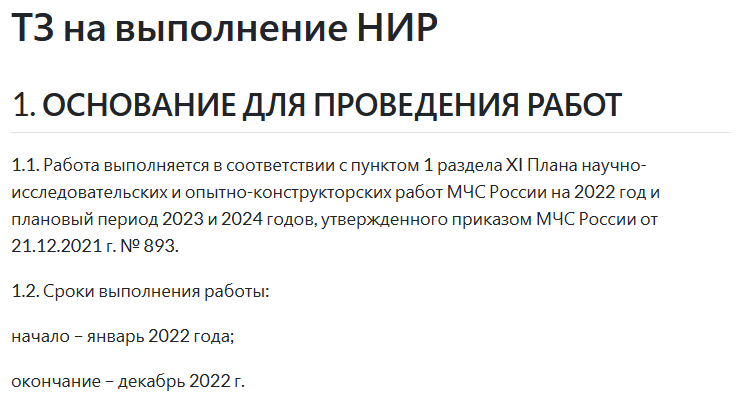 ТЗ на выполнение НИР
1. ОСНОВАНИЕ ДЛЯ ПРОВЕДЕНИЯ РАБОТ
1.1. Работа выполняется в соответствии с пунктом 1 раздела XI Плана научно-
исследовательских и опытно-конструкторских работ МЧС России на 2022 год и
плановый период 2023 и 2024 годов, утвержденного приказом МЧС России от
21.12.2021 г. № 893.
1.2. Сроки выполнения работы:
начало – январь 2022 года;
окончание – декабрь 2022 г.